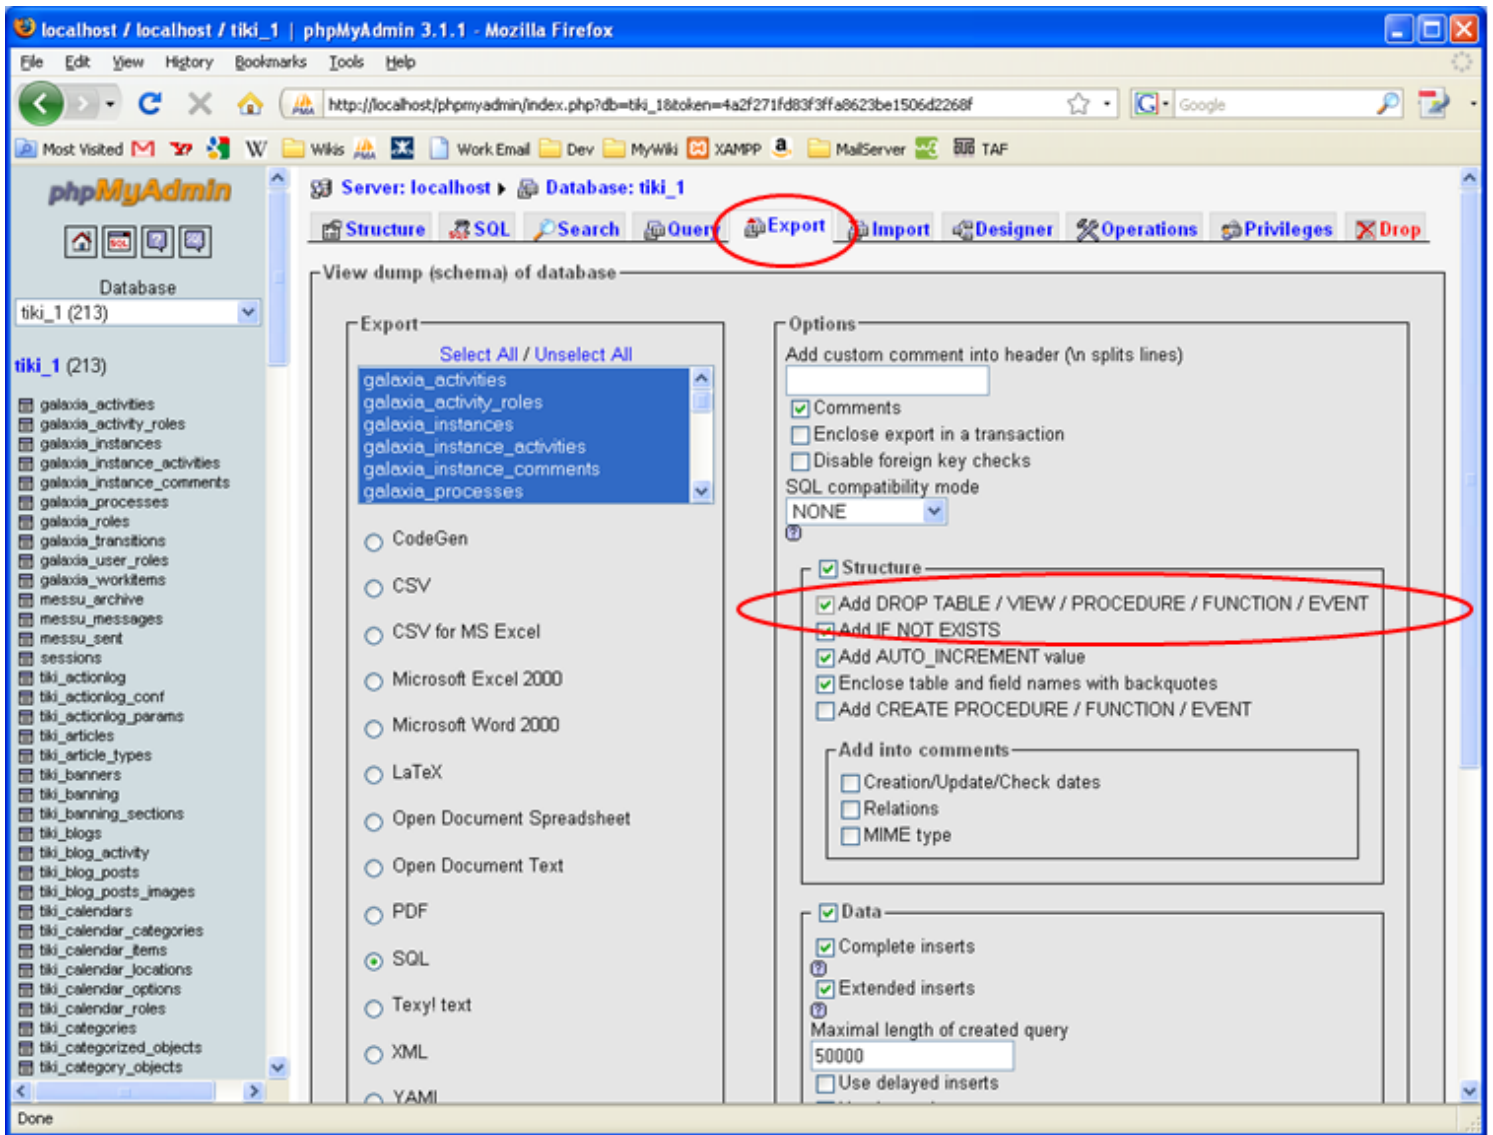 localhost / localhost / tiki_1 | phpMyAdmin 3.1.1 - Mozilla Firefox
File Edit View History Bookmarks Tools Help
http://localhost/phpmyadmin/index.php?db=tiki_1&token=4a2f271fd83f3ffa8623be1506d2268f
Google
Most Visited Wikis Work Email Dev MyWiki XAMPP MailServer TAF
phpMyAdmin
Database
tiki_1 (213)
tiki_1 (213)
galaxia_activities
galaxia_activity_roles
galaxia_instances
galaxia_instance_activities
galaxia_instance_comments
galaxia_processes
galaxia_roles
galaxia_transitions
galaxia_user_roles
galaxia_workitems
messu_archive
messu_messages
messu_sent
sessions
tiki_actionlog
tiki_actionlog_conf
tiki_actionlog_params
tiki_articles
tiki_article_types
tiki_banners
tiki_banning
tiki_banning_sections
tiki_blogs
tiki_blog_activity
tiki_blog_posts
tiki_blog_posts_images
tiki_calendars
tiki_calendar_categories
tiki_calendar_items
tiki_calendar_locations
tiki_calendar_options
tiki_calendar_roles
tiki_categories
tiki_categorized_objects
tiki_category_objects
Server: localhost Database: tiki_1
Structure SQL Search Query Export Import Designer Operations Privileges Drop
View dump (schema) of database
Export
Select All / Unselect All
galaxia_activities
galaxia_activity_roles
galaxia_instances
galaxia_instance_activities
galaxia_instance_comments
galaxia_processes
CodeGen
CSV
CSV for MS Excel
Microsoft Excel 2000
Microsoft Word 2000
LaTeX
Open Document Spreadsheet
Open Document Text
PDF
SQL
Texy! text
XML
YAML
Options
Add custom comment into header (\n splits lines)
Comments
Enclose export in a transaction
Disable foreign key checks
SQL compatibility mode
NONE
Structure
Add DROP TABLE / VIEW / PROCEDURE / FUNCTION / EVENT
Add IF NOT EXISTS
Add AUTO_INCREMENT value
Enclose table and field names with backquotes
Add CREATE PROCEDURE / FUNCTION / EVENT
Add into comments
Creation/Update/Check dates
Relations
MIME type
Data
Complete inserts
Extended inserts
Maximal length of created query
50000
Use delayed inserts
Done